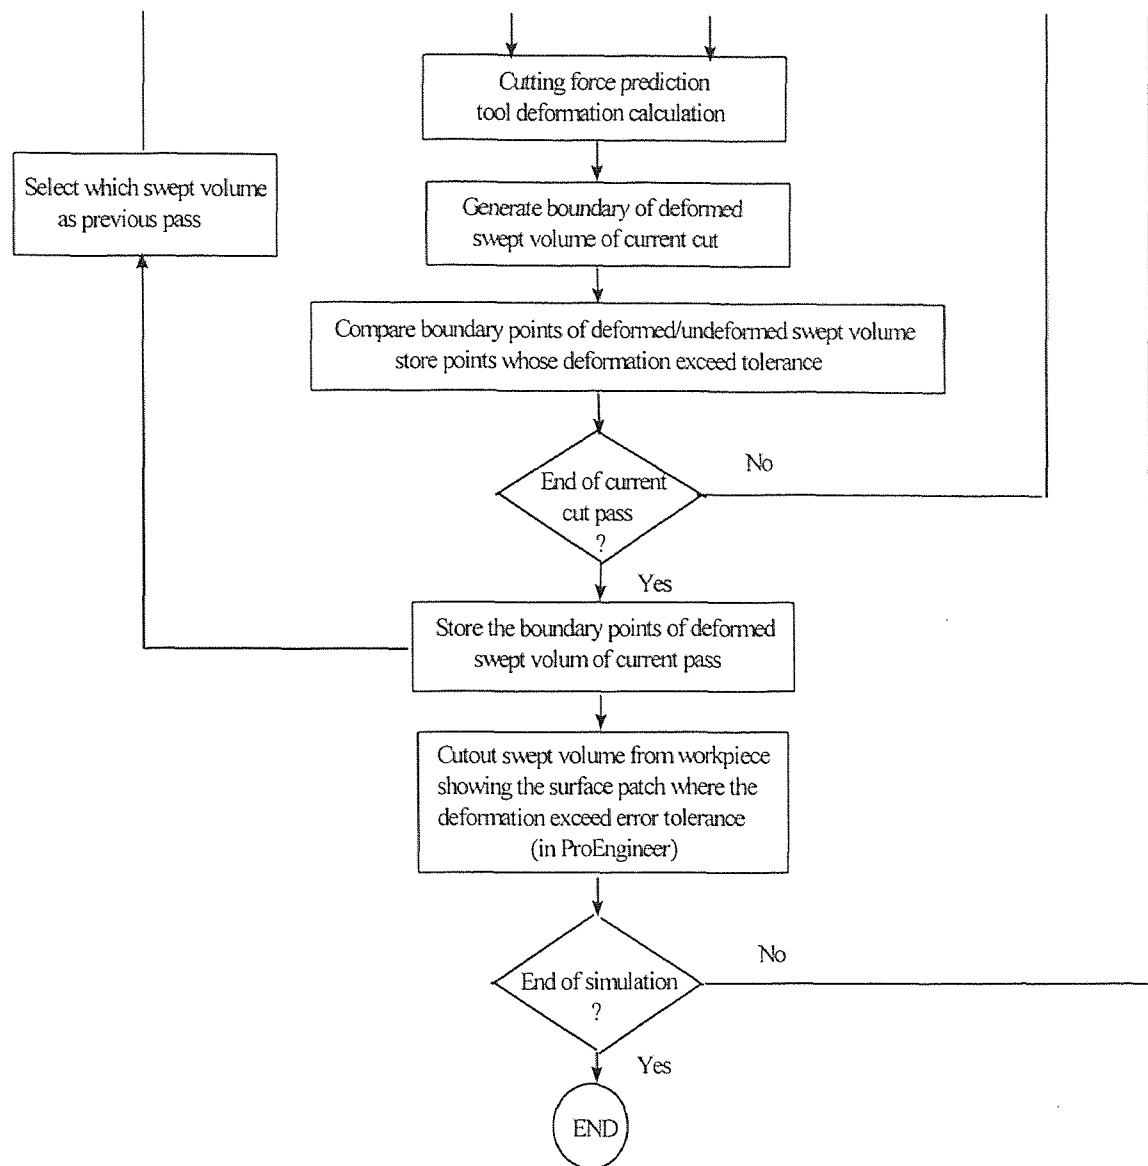 Cutting force prediction
tool deformation calculation
Select which swept volume
as previous pass
Generate boundary of deformed
swept volume of current cut
Compare boundary points of deformed/undeformed swept volume
store points whose deformation exceed tolerance
No
End of current
cut pass
?
Yes
Store the boundary points of deformed
swept volum of current pass
Cutout swept volume from workpiece
showing the surface patch where the
deformation exceed error tolerance
(in ProEngineer)
No
End of simulation
?
Yes
END